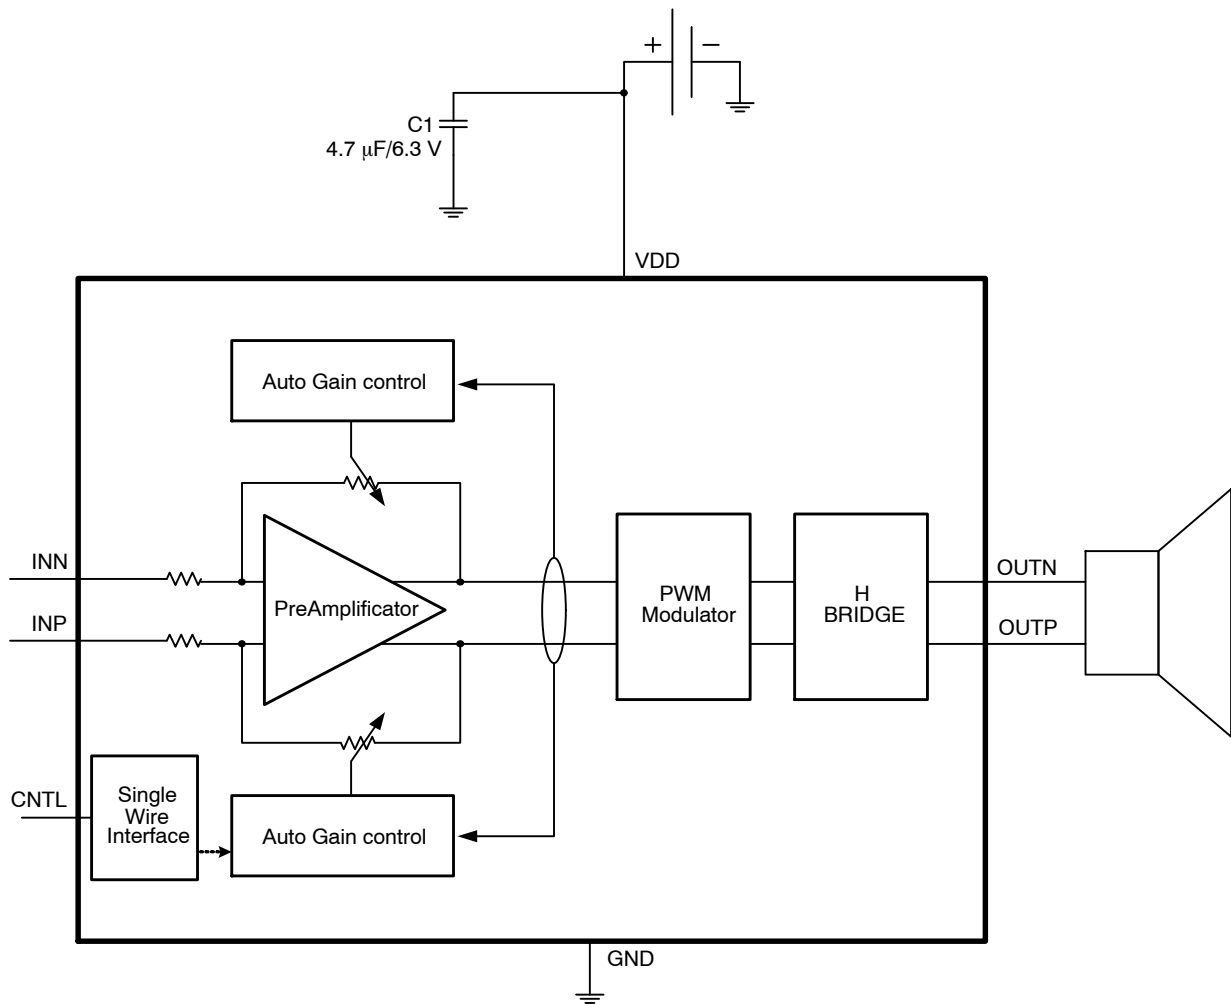 + −
C1
4.7 μF/6.3 V
VDD
Auto Gain control
INN
INP
PreAmplificator
PWM
Modulator
H
BRIDGE
OUTN
OUTP
CNTL
Single
Wire
Interface
Auto Gain control
GND